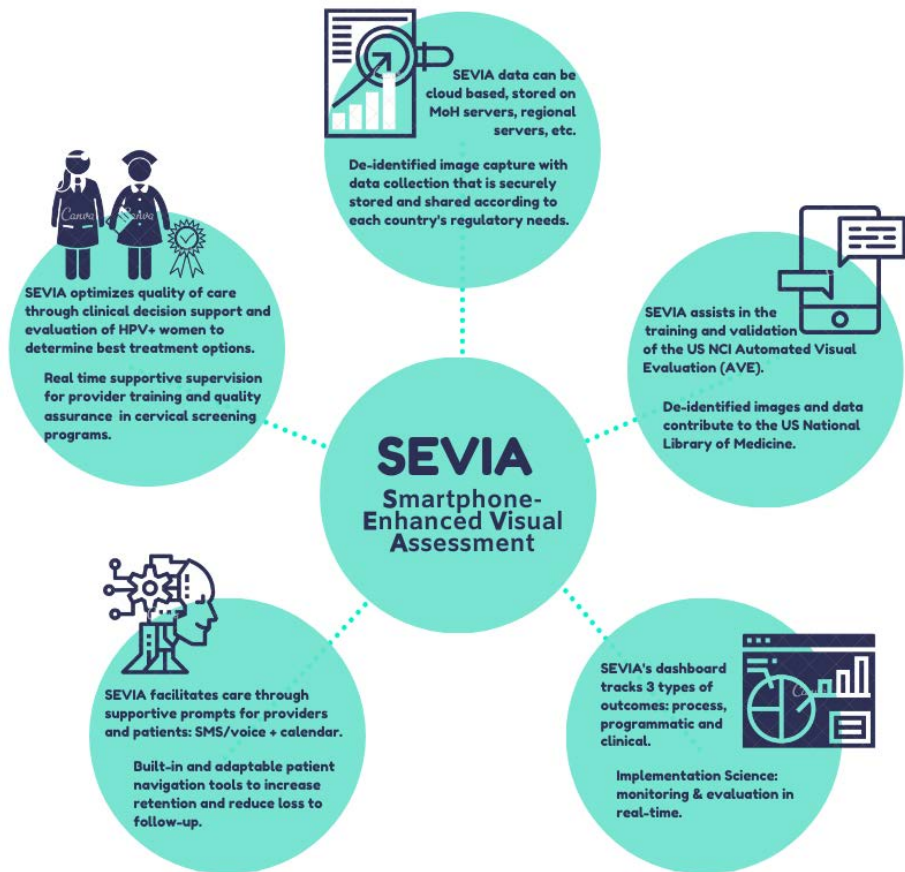 SEVIA data can be
cloud based, stored on
MoH servers, regional
servers, etc.
De-identified image capture with
data collection that is securely
stored and shared according to
each country's regulatory needs.
Canva
Canva
SEVIA optimizes quality of care
through clinical decision support and
evaluation of HPV+ women to
determine best treatment options.
Real time supportive supervision
for provider training and quality
assurance in cervical screening
programs.
SEVIA assists in the
training and validation
of the US NCI Automated Visual
Evaluation (AVE).
De-identified images and data
contribute to the US National
Library of Medicine.
SEVIA
Smartphone-
Enhanced Visual
Assessment
SEVIA facilitates care through
supportive prompts for providers
and patients: SMS/voice + calendar.
Built-in and adaptable patient
navigation tools to increase
retention and reduce loss to
follow-up.
SEVIA's dashboard
tracks 3 types of
outcomes: process,
programmatic and
clinical.
Implementation Science:
monitoring & evaluation in
real-time.